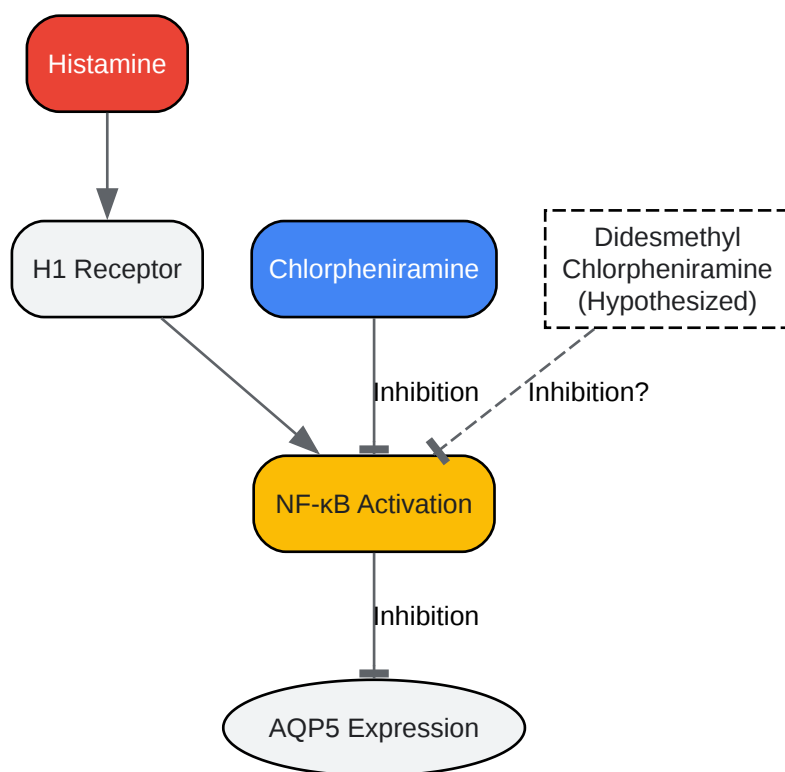 Histamine
H1 Receptor
Chlorpheniramine
Didesmethyl
Chlorpheniramine
(Hypothesized)
Inhibition
Inhibition?
NF-κB Activation
Inhibition
AQP5 Expression